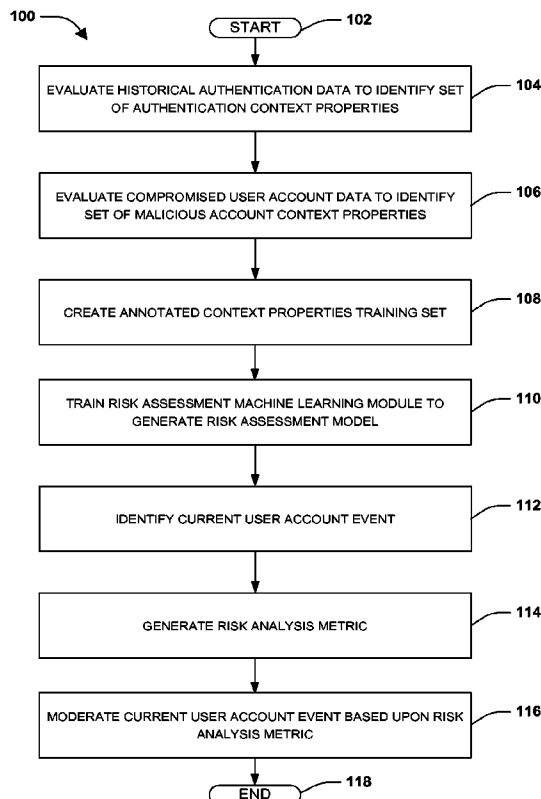 100
START
102
EVALUATE HISTORICAL AUTHENTICATION DATA TO IDENTIFY SET
OF AUTHENTICATION CONTEXT PROPERTIES
104
EVALUATE COMPROMISED USER ACCOUNT DATA TO IDENTIFY
SET OF MALICIOUS ACCOUNT CONTEXT PROPERTIES
106
CREATE ANNOTATED CONTEXT PROPERTIES TRAINING SET
108
TRAIN RISK ASSESSMENT MACHINE LEARNING MODULE TO
GENERATE RISK ASSESSMENT MODEL
110
IDENTIFY CURRENT USER ACCOUNT EVENT
112
GENERATE RISK ANALYSIS METRIC
114
MODERATE CURRENT USER ACCOUNT EVENT BASED UPON RISK
ANALYSIS METRIC
116
END
118